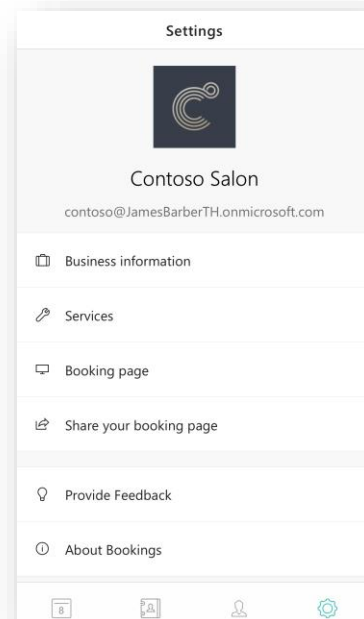 Settings
Contoso Salon
contoso@JamesBarberTH.onmicrosoft.com
Business information
Services
Booking page
Share your booking page
Provide Feedback
About Bookings
8